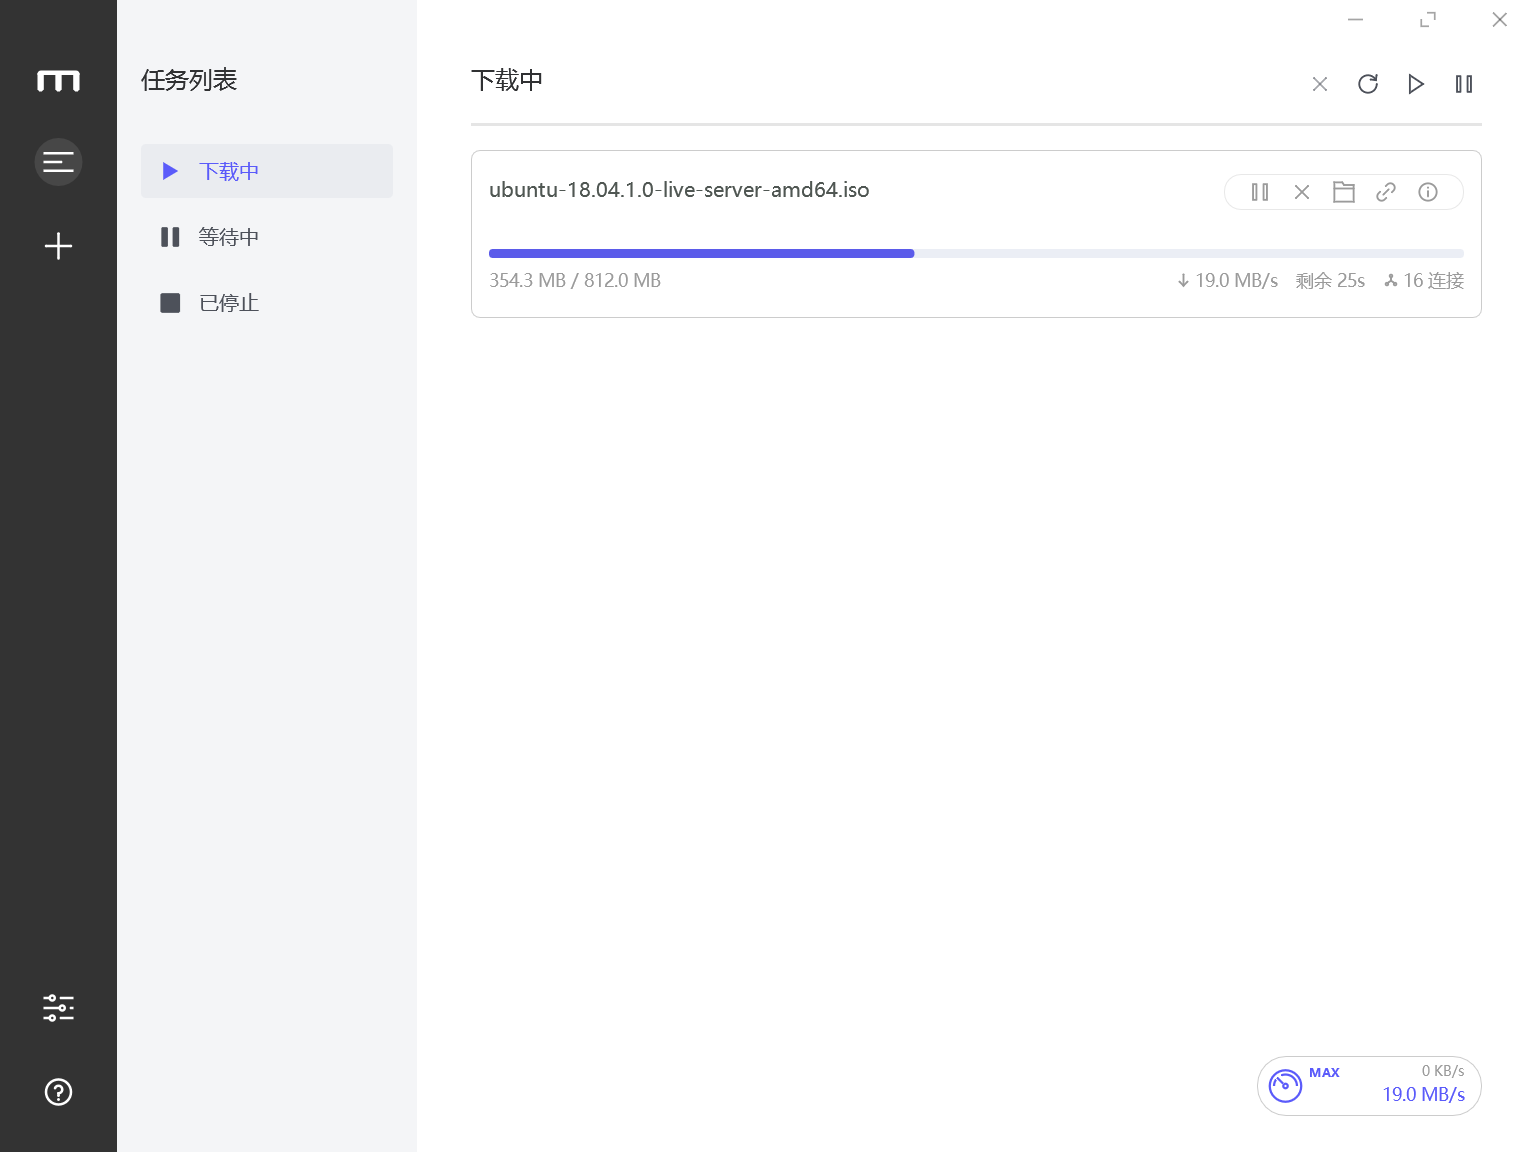 任务列表
下载中
等待中
已停止
下载中
ubuntu-18.04.1.0-live-server-amd64.iso
354.3 MB / 812.0 MB
19.0 MB/s 剩余 25s 16 连接
MAX 0 KB/s
19.0 MB/s